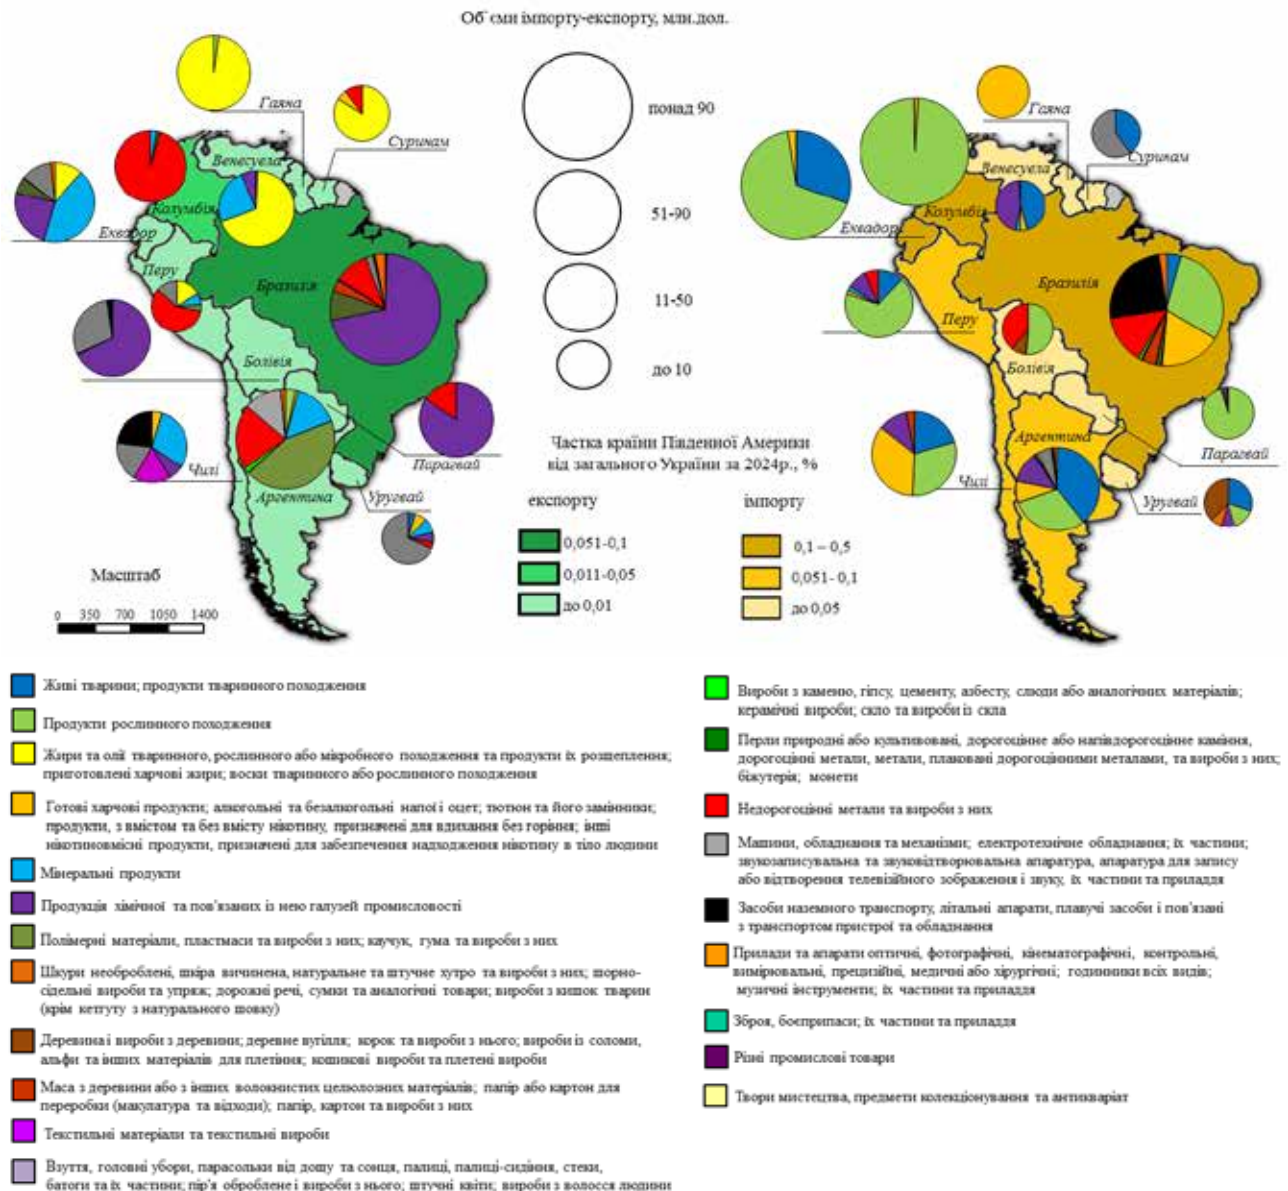 Об`єми імпорту-експорту, млн.дол.
понад 90
51-90
11-50
до 10
Гаяна
Суринам
Венесуела
Колумбія
Еквадор
Перу
Бразилія
Болівія
Парагвай
Чилі
Аргентина
Уругвай
Гаяна
Суринам
Венесуела
Колумбія
Еквадор
Бразилія
Перу
Болівія
Аргентина
Парагвай
Чилі
Уругвай
Частка країни Південної Америки
від загального України за 2024р., %
експорту
імпорту
0,051-0,1
0,011-0,05
до 0,01
0,1 – 0,5
0,051- 0,1
до 0,05
Масштаб
0 350 700 1050 1400
Живі тварини; продукти тваринного походження
Продукти рослинного походження
Жири та олії тваринного, рослинного або мікробного походження та продукти їх розщеплення;
приготовлені харчові жири; воски тваринного або рослинного походження
Готові харчові продукти; алкогольні та безалкогольні напої і оцет; тютюн та його замінники;
продукти, з вмістом та без вмісту нікотину, призначені для вдихання без горіння; інші
нікотиновмісні продукти, призначені для забезпечення надходження нікотину в тіло людини
Мінеральні продукти
Продукція хімічної та пов'язаних із нею галузей промисловості
Полімерні матеріали, пластмаси та вироби з них; каучук, гума та вироби з них
Шкури необроблені, шкіра вичинена, натуральне та штучне хутро та вироби з них; шорно-
сідельні вироби та упряж; дорожні речі, сумки та аналогічні товари; вироби з кишок тварин
(крім кетгуту з натурального шовку)
Деревина і вироби з деревини; деревне вугілля; корок та вироби з нього; вироби із соломи,
альфи та інших матеріалів для плетіння; кошикові вироби та плетені вироби
Маса з деревини або з інших волокнистих целюлозних матеріалів; папір або картон для
переробки (макулатура та відходи); папір, картон та вироби з них
Текстильні матеріали та текстильні вироби
Взуття, головні убори, парасольки від дощу та сонця, палиці, палиці-сидіння, стеки,
батоги та їх частини; пір'я оброблене і вироби з нього; штучні квіти; вироби з волосся людини
Вироби з каменю, гіпсу, цементу, азбесту, слюди або аналогічних матеріалів;
керамічні вироби; скло та вироби із скла
Перли природні або культивовані, дорогоцінне або напівдорогоцінне каміння,
дорогоцінні метали, метали, плаковані дорогоцінними металами, та вироби з них;
біжутерія; монети
Недорогоцінні метали та вироби з них
Машини, обладнання та механізми; електротехнічне обладнання; їх частини;
звукозаписувальна та звуковідтворювальна апаратура, апаратура для запису
або відтворення телевізійного зображення і звуку, їх частини та приладдя
Засоби наземного транспорту, літальні апарати, плавучі засоби і пов'язані
з транспортом пристрої та обладнання
Прилади та апарати оптичні, фотографічні, кінематографічні, контрольні,
вимірювальні, прецизійні, медичні або хірургічні; годинники всіх видів;
музичні інструменти; їх частини та приладдя
Зброя, боєприпаси; їх частини та приладдя
Різні промислові товари
Твори мистецтва, предмети колекціонування та антикваріат